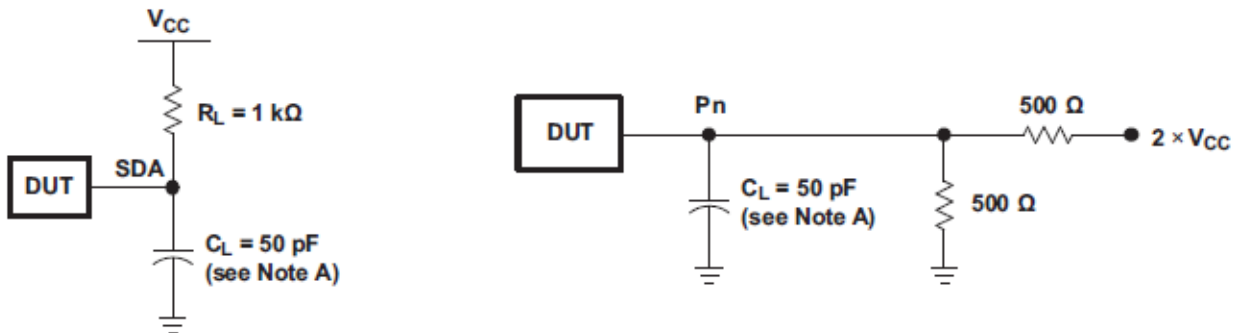 VCC
RL = 1 kΩ
DUT
SDA
CL = 50 pF
(see Note A)
DUT
Pn
500 Ω
2 × VCC
CL = 50 pF
(see Note A)
500 Ω